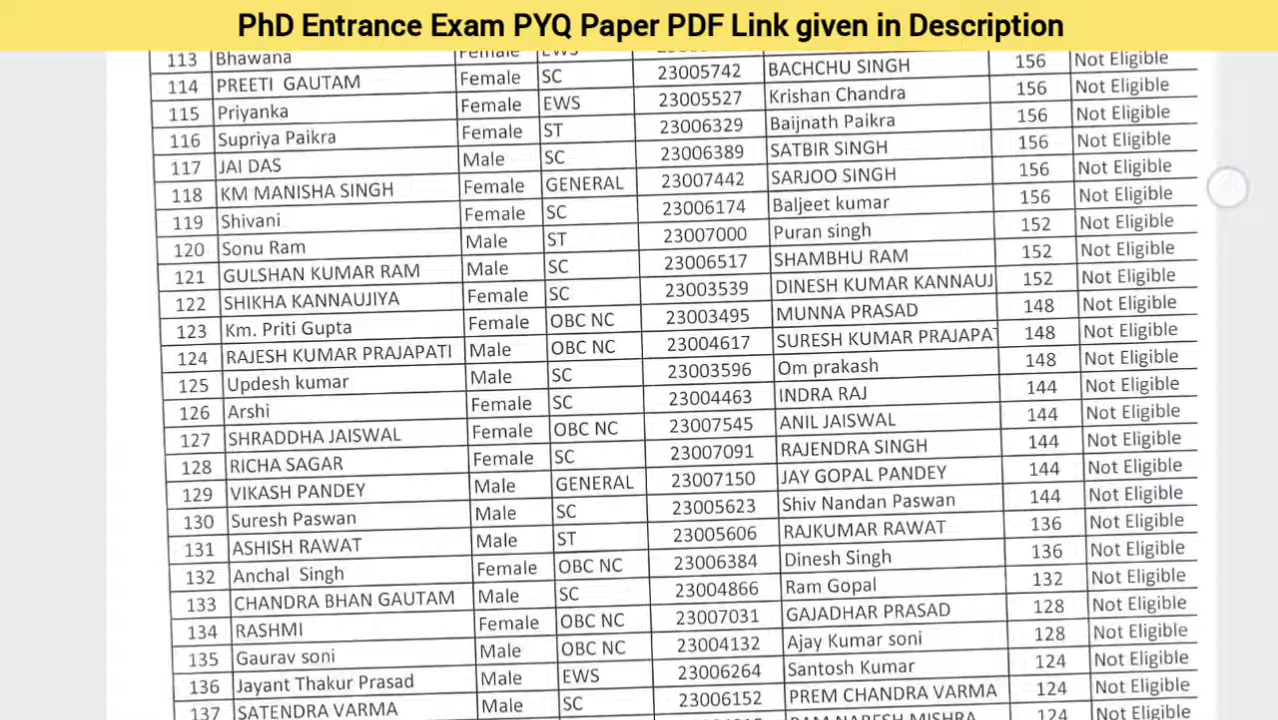 PhD Entrance Exam PYQ Paper PDF Link given in Description
113 Bhawana Female EWS
114 PREETI GAUTAM Female SC 23005742 BACHCHU SINGH 156 Not Eligible
115 Priyanka Female EWS 23005527 Krishan Chandra 156 Not Eligible
116 Supriya Paikra Female ST 23006329 Baijnath Paikra 156 Not Eligible
117 JAI DAS Male SC 23006389 SATBIR SINGH 156 Not Eligible
118 KM MANISHA SINGH Female GENERAL 23007442 SARJOO SINGH 156 Not Eligible
119 Shivani Female SC 23006174 Baljeet kumar 156 Not Eligible
120 Sonu Ram Male ST 23007000 Puran singh 152 Not Eligible
121 GULSHAN KUMAR RAM Male SC 23006517 SHAMBHU RAM 152 Not Eligible
122 SHIKHA KANNAUJIYA Female SC 23003539 DINESH KUMAR KANNAUJ 152 Not Eligible
123 Km. Priti Gupta Female OBC NC 23003495 MUNNA PRASAD 148 Not Eligible
124 RAJESH KUMAR PRAJAPATI Male OBC NC 23004617 SURESH KUMAR PRAJAPAT 148 Not Eligible
125 Updesh kumar Male SC 23003596 Om prakash 148 Not Eligible
126 Arshi Female SC 23004463 INDRA RAJ 144 Not Eligible
127 SHRADDHA JAISWAL Female OBC NC 23007545 ANIL JAISWAL 144 Not Eligible
128 RICHA SAGAR Female SC 23007091 RAJENDRA SINGH 144 Not Eligible
129 VIKASH PANDEY Male GENERAL 23007150 JAY GOPAL PANDEY 144 Not Eligible
130 Suresh Paswan Male SC 23005623 Shiv Nandan Paswan 144 Not Eligible
131 ASHISH RAWAT Male ST 23005606 RAJKUMAR RAWAT 136 Not Eligible
132 Anchal Singh Female OBC NC 23006384 Dinesh Singh 136 Not Eligible
133 CHANDRA BHAN GAUTAM Male SC 23004866 Ram Gopal 132 Not Eligible
134 RASHMI Female OBC NC 23007031 GAJADHAR PRASAD 128 Not Eligible
135 Gaurav soni Male OBC NC 23004132 Ajay Kumar soni 128 Not Eligible
136 Jayant Thakur Prasad Male EWS 23006264 Santosh Kumar 124 Not Eligible
137 SATENDRA VARMA Male SC 23006152 PREM CHANDRA VARMA 124 Not Eligible
RAM NARESH MISHRA 124 Not Eligible